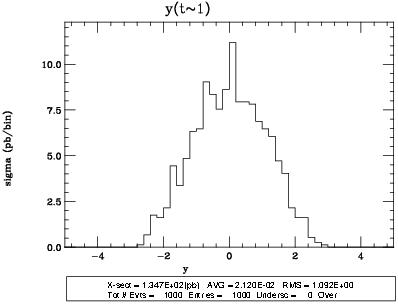 y(t~1)
sigma (pb/bin)
10.0
7.5
5.0
2.5
0.0
-4 -2 0 2 4
y
X-sect = 1.347E+02(pb) AVG = 2.120E-02 RMS = 1.092E+00
Tot # Evts = 1000 Entries = 1000 Undersc = 0 Over